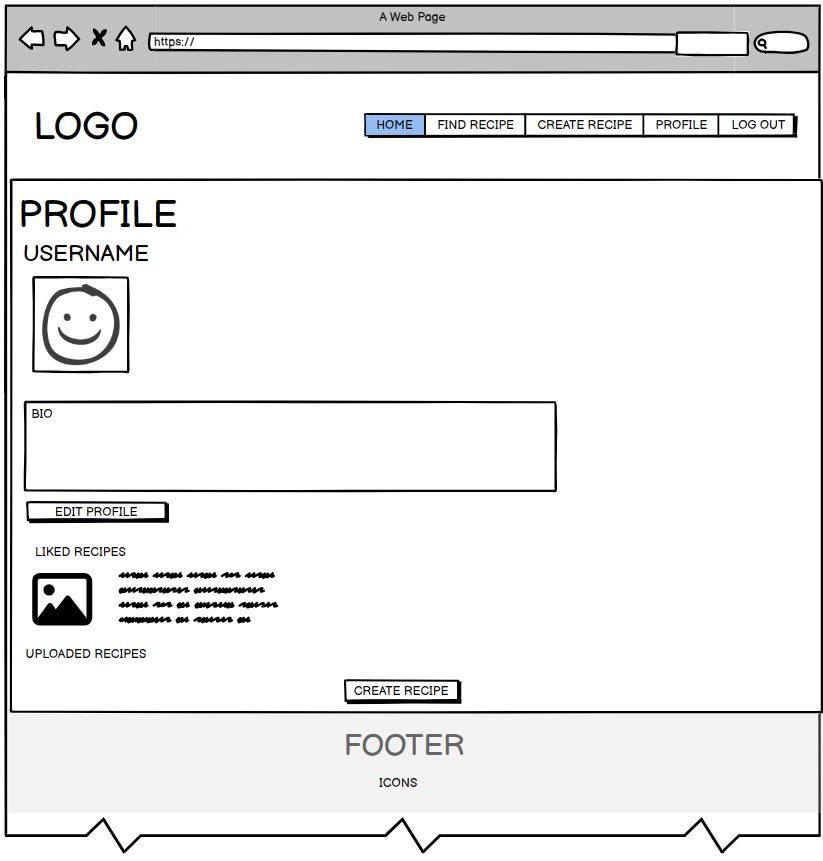 A Web Page
https://
LOGO
HOME FIND RECIPE CREATE RECIPE PROFILE LOG OUT
PROFILE
USERNAME
BIO
EDIT PROFILE
LIKED RECIPES
UPLOADED RECIPES
CREATE RECIPE
FOOTER
ICONS